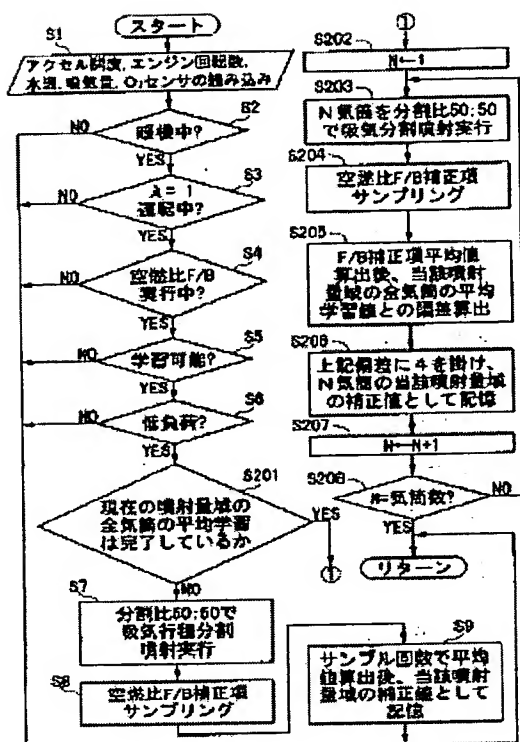 スタート
S1
アクセル開度,エンジン回転数,
水温,吸気量,O₂センサの読み込み
S2
NO
暖機中?
YES
S3
NO
λ=1
運転中?
YES
S4
NO
空燃比F/B
実行中?
YES
S5
NO
学習可能?
YES
S6
NO
低負荷?
YES
S201
現在の噴射量域の
全気筒の平均学習
は完了しているか
YES
①
NO
S7
分割比50:50で
吸気行程分割
噴射実行
S8
空燃比F/B補正項
サンプリング
①
S202
N←1
S203
N気筒を分割比50:50
で吸気分割噴射実行
S204
空燃比F/B補正項
サンプリング
S205
F/B補正項平均値
算出後、当該噴射
量域の全気筒の平均
学習値との偏差算出
S206
上記偏差に4を掛け、
N気筒の当該噴射量域
の補正値として記憶
S207
N←N+1
S208
N=気筒数?
NO
YES
リターン
S9
サンプル回数で平均
値算出後、当該噴射
量域の補正値として
記憶